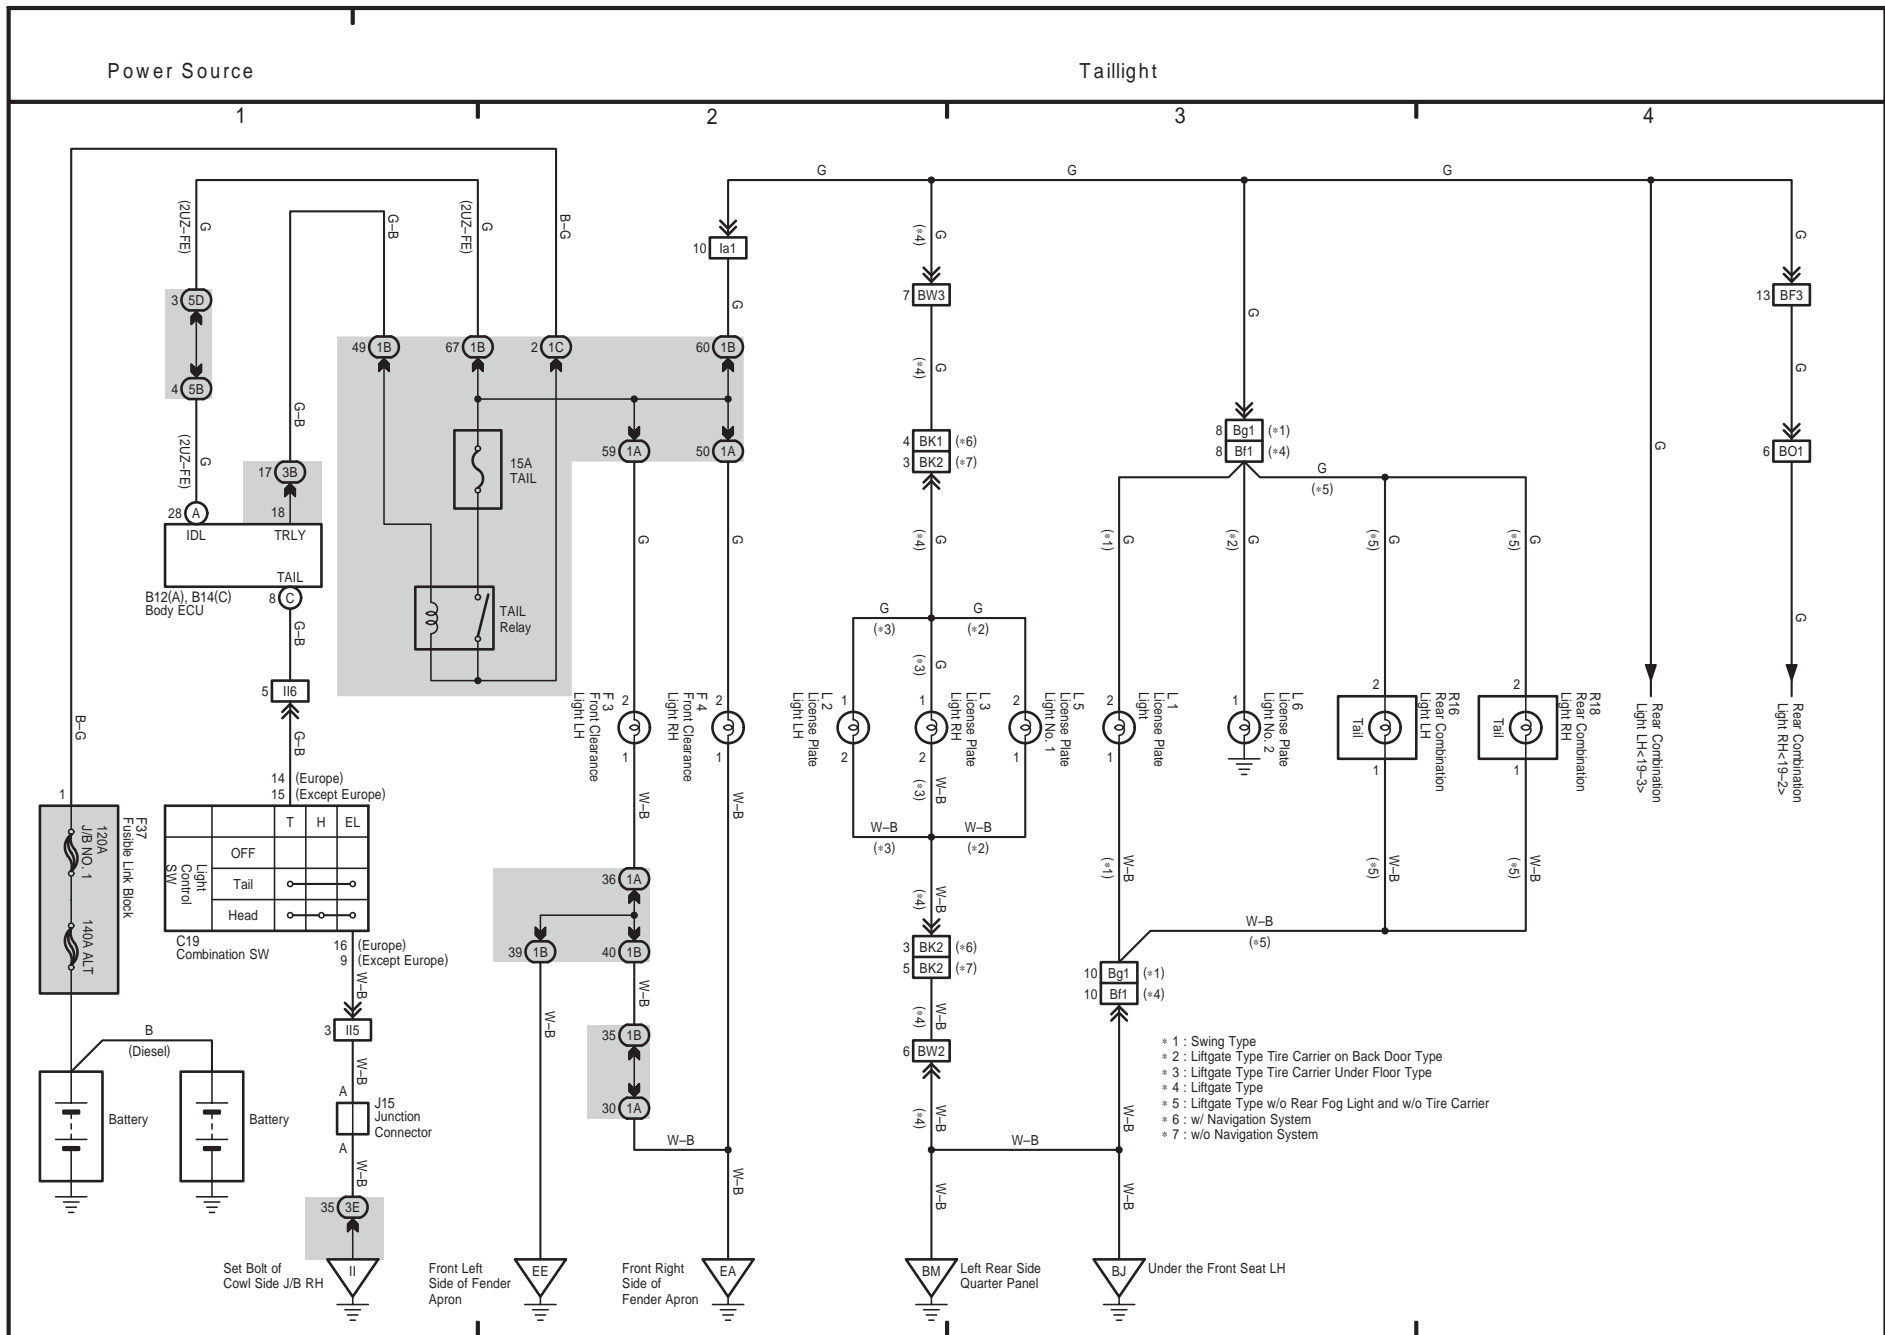 Power Source
Taillight
1
2
3
4
G
G
G
G (2UZ-FE)
G-B
G (2UZ-FE)
B-G
10 Ia1
G
(*4) G
7 BW3
G
G
13 BF3
3 5D
4 5B
49 1B
67 1B
2 1C
60 1B
(*4) G
G
G-B
15A
TAIL
59 1A
50 1A
4 BK1 (*6)
3 BK2 (*7)
8 Bg1 (*1)
8 Bf1 (*4)
G
(*5)
G
6 BO1
G (2UZ-FE)
17 3B
18
28 A
IDL
TRLY
TAIL
B12(A), B14(C)
Body ECU
8 C
G
G
(*4) G
(*1) G
(*2) G
(*5) G
(*5) G
G
TAIL
Relay
G-B
5 II6
G-B
G
(*3)
G
(*2)
(*3) G
2
F 3
Front Clearance
Light LH
1
2
F 4
Front Clearance
Light RH
1
1
L 2
License Plate
Light LH
2
1
L 3
License Plate
Light RH
2
2
L 5
License Plate
Light No. 1
1
2
L 1
License Plate
Light
1
1
L 6
License Plate
Light No. 2
2
R16
Rear Combination
Light LH
Tail
1
2
R18
Rear Combination
Light RH
Tail
1
Rear Combination
Light LH<19-3>
Rear Combination
Light RH<19-2>
B-G
1
F37
Fusible Link Block
120A
J/B NO. 1
140A ALT
14 (Europe)
15 (Except Europe)
T H EL
OFF
Tail
Head
Light
Control
SW
C19
Combination SW
16 (Europe)
9 (Except Europe)
W-B
3 II5
W-B
A
J15
Junction
Connector
A
W-B
35 3E
W-B
W-B
(*3) W-B
W-B
(*3)
W-B
(*2)
(*1) W-B
(*5) W-B
(*5) W-B
36 1A
39 1B
40 1B
W-B
W-B
35 1B
30 1A
W-B
W-B
(*4) W-B
3 BK2 (*6)
5 BK2 (*7)
(*4) W-B
6 BW2
(*4) W-B
W-B
W-B
W-B
(*5)
10 Bg1 (*1)
10 Bf1 (*4)
W-B
W-B
B
(Diesel)
Battery
Battery
* 1 : Swing Type
* 2 : Liftgate Type Tire Carrier on Back Door Type
* 3 : Liftgate Type Tire Carrier Under Floor Type
* 4 : Liftgate Type
* 5 : Liftgate Type w/o Rear Fog Light and w/o Tire Carrier
* 6 : w/ Navigation System
* 7 : w/o Navigation System
Set Bolt of
Cowl Side J/B RH
II
Front Left
Side of Fender
Apron
EE
Front Right
Side of
Fender Apron
EA
BM
Left Rear Side
Quarter Panel
BJ
Under the Front Seat LH